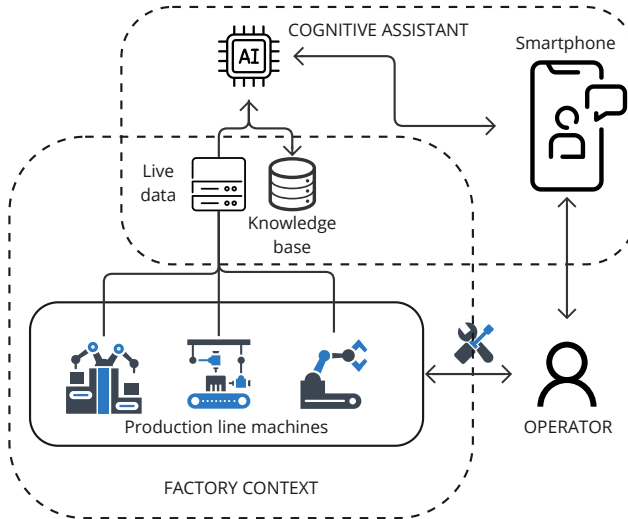 COGNITIVE ASSISTANT
Smartphone
AI
Live
data
Knowledge
base
Production line machines
OPERATOR
FACTORY CONTEXT